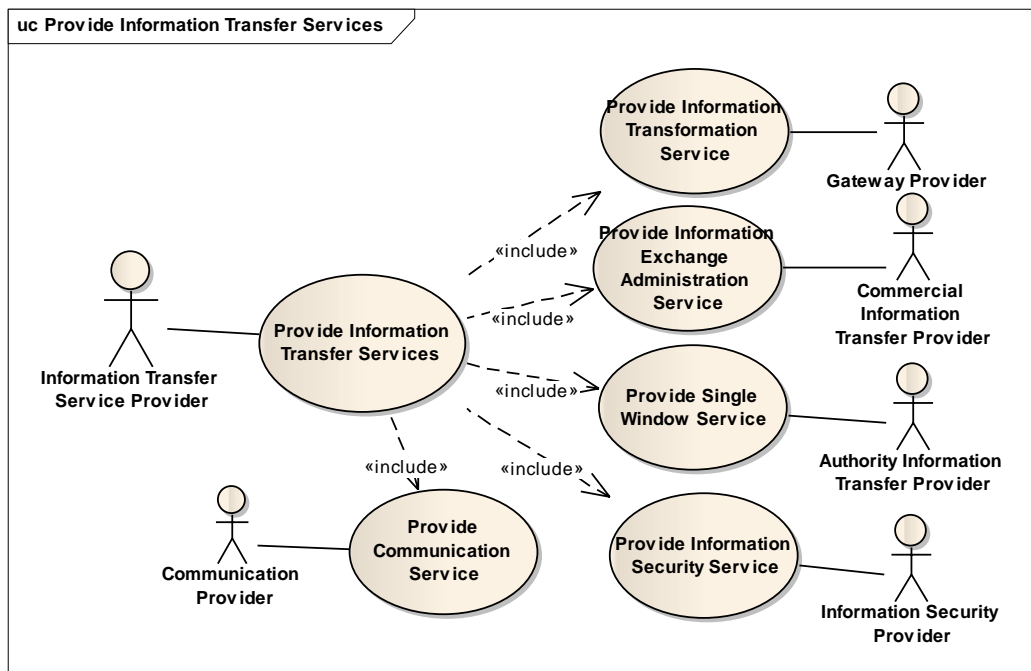 uc Provide Information Transfer Services
Provide Information
Transformation
Service
Gateway Provider
«include»
Provide Information
Exchange
Administration
Service
Commercial
Information
Transfer Provider
«include»
Information Transfer
Service Provider
Provide Information
Transfer Services
«include»
Provide Single
Window Service
Authority Information
Transfer Provider
«include»
«include»
Communication
Provider
Provide
Communication
Service
Provide Information
Security Service
Information Security
Provider